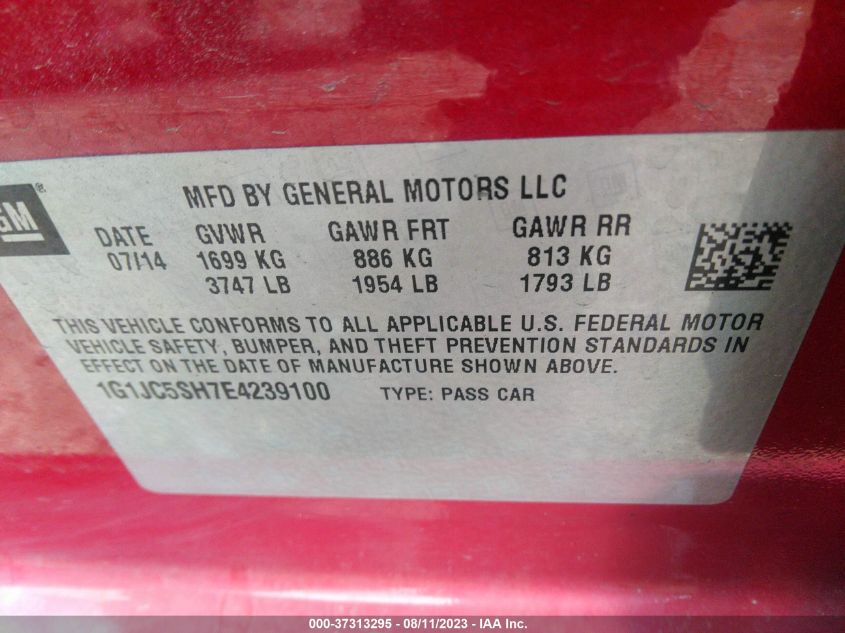 GM®
MFD BY GENERAL MOTORS LLC
DATE GVWR GAWR FRT GAWR RR
07/14 1699 KG 886 KG 813 KG
3747 LB 1954 LB 1793 LB
THIS VEHICLE CONFORMS TO ALL APPLICABLE U.S. FEDERAL MOTOR
VEHICLE SAFETY, BUMPER, AND THEFT PREVENTION STANDARDS IN
EFFECT ON THE DATE OF MANUFACTURE SHOWN ABOVE.
1G1JC5SH7E4239100 TYPE: PASS CAR
000-37313295 - 08/11/2023 - IAA Inc.